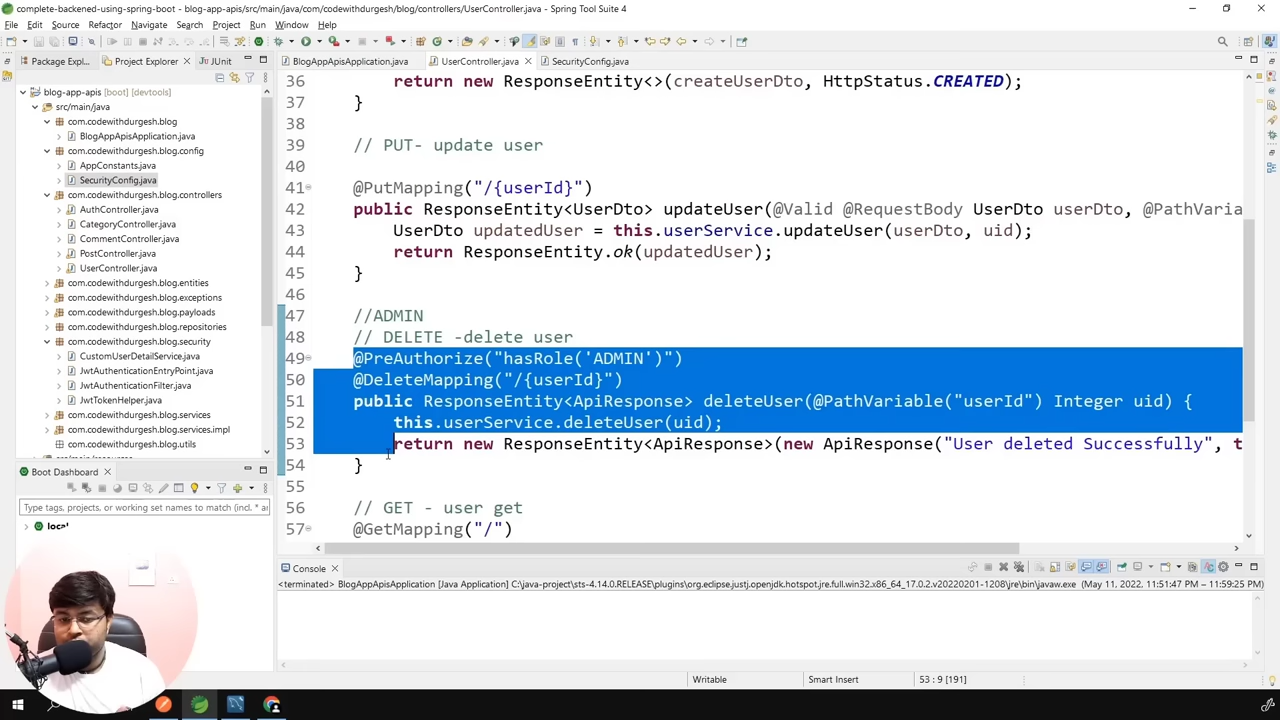 complete-backened-using-spring-boot - blog-app-apis/src/main/java/com/codewithdurgesh/blog/controllers/UserController.java - Spring Tool Suite 4
File Edit Source Refactor Navigate Search Project Run Window Help
Package Expl... Project Explorer JUnit
BlogAppApisApplication.java UserController.java SecurityConfig.java
blog-app-apis [boot] [devtools]
src/main/java
com.codewithdurgesh.blog
BlogAppApisApplication.java
com.codewithdurgesh.blog.config
AppConstants.java
SecurityConfig.java
com.codewithdurgesh.blog.controllers
AuthController.java
CategoryController.java
CommentController.java
PostController.java
UserController.java
com.codewithdurgesh.blog.entities
com.codewithdurgesh.blog.exceptions
com.codewithdurgesh.blog.payloads
com.codewithdurgesh.blog.repositories
com.codewithdurgesh.blog.security
CustomUserDetailService.java
JwtAuthenticationEntryPoint.java
JwtAuthenticationFilter.java
JwtTokenHelper.java
com.codewithdurgesh.blog.services
com.codewithdurgesh.blog.services.impl
com.codewithdurgesh.blog.utils
36 return new ResponseEntity<>(createUserDto, HttpStatus.CREATED);
37 }
38
39 // PUT- update user
40
41 @PutMapping("/{userId}")
42 public ResponseEntity<UserDto> updateUser(@Valid @RequestBody UserDto userDto, @PathVaria
43 UserDto updatedUser = this.userService.updateUser(userDto, uid);
44 return ResponseEntity.ok(updatedUser);
45 }
46
47 //ADMIN
48 // DELETE -delete user
49 @PreAuthorize("hasRole('ADMIN')")
50 @DeleteMapping("/{userId}")
51 public ResponseEntity<ApiResponse> deleteUser(@PathVariable("userId") Integer uid) {
52 this.userService.deleteUser(uid);
53 return new ResponseEntity<ApiResponse>(new ApiResponse("User deleted Successfully", t
54 }
55
56 // GET - user get
57 @GetMapping("/")
Boot Dashboard
Type tags, projects, or working set names to match (incl. * ar
local
Console
<terminated> BlogAppApisApplication [Java Application] C:\java-project\sts-4.14.0.RELEASE\plugins\org.eclipse.justj.openjdk.hotspot.jre.full.win32.x86_64_17.0.2.v20220201-1208\jre\bin\javaw.exe (May 11, 2022, 11:51:47 PM – 11:59:25 PM)
Writable Smart Insert 53 : 9 [191]